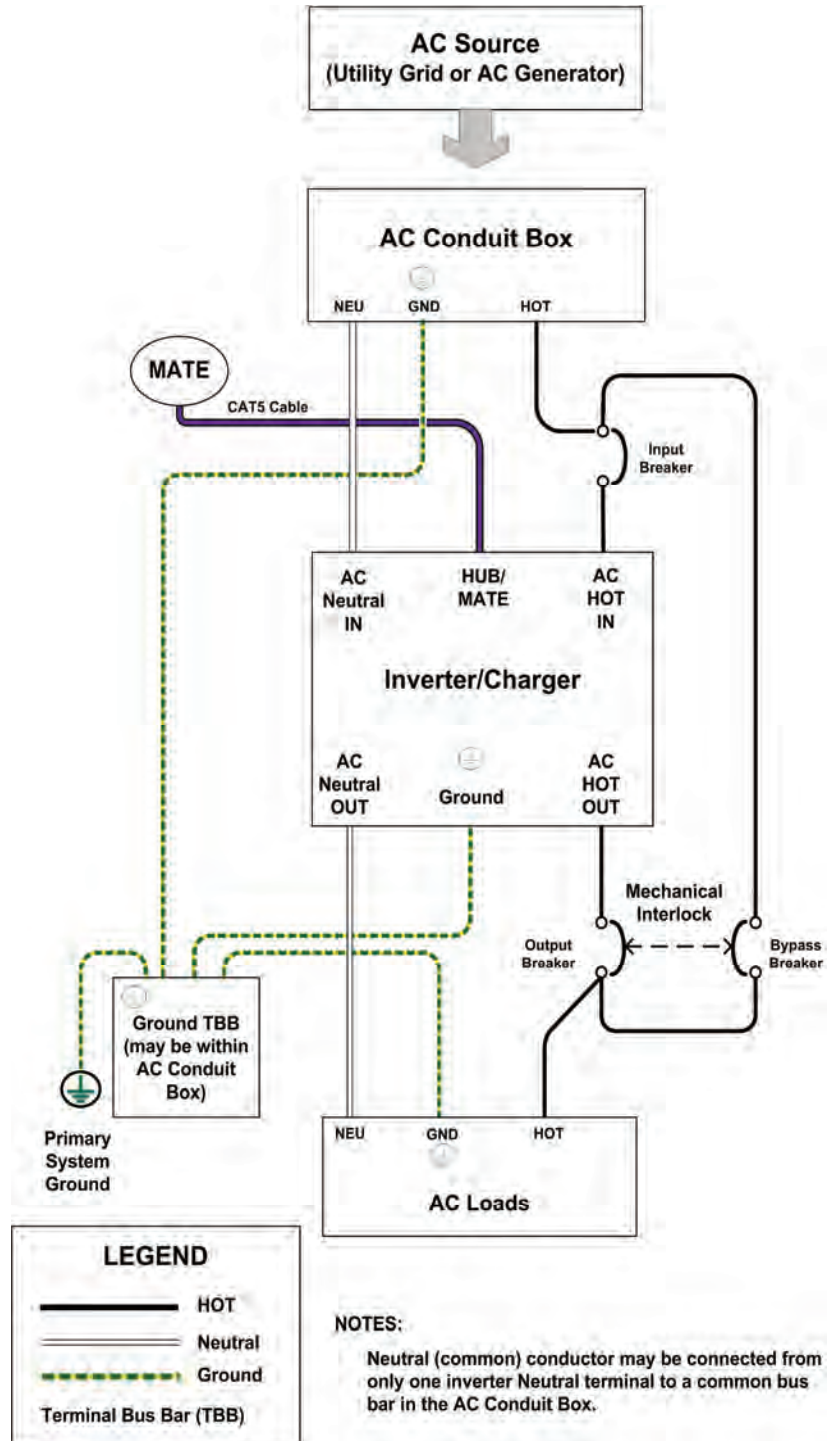 AC Source
(Utility Grid or AC Generator)
AC Conduit Box
NEU
GND
HOT
MATE
CAT5 Cable
Input
Breaker
AC
Neutral
IN
HUB/
MATE
AC
HOT
IN
Inverter/Charger
AC
Neutral
OUT
Ground
AC
HOT
OUT
Mechanical
Interlock
Output
Breaker
Bypass
Breaker
Ground TBB
(may be within
AC Conduit
Box)
Primary
System
Ground
NEU
GND
HOT
AC Loads
LEGEND
HOT
Neutral
Ground
Terminal Bus Bar (TBB)
NOTES:
Neutral (common) conductor may be connected from
only one inverter Neutral terminal to a common bus
bar in the AC Conduit Box.